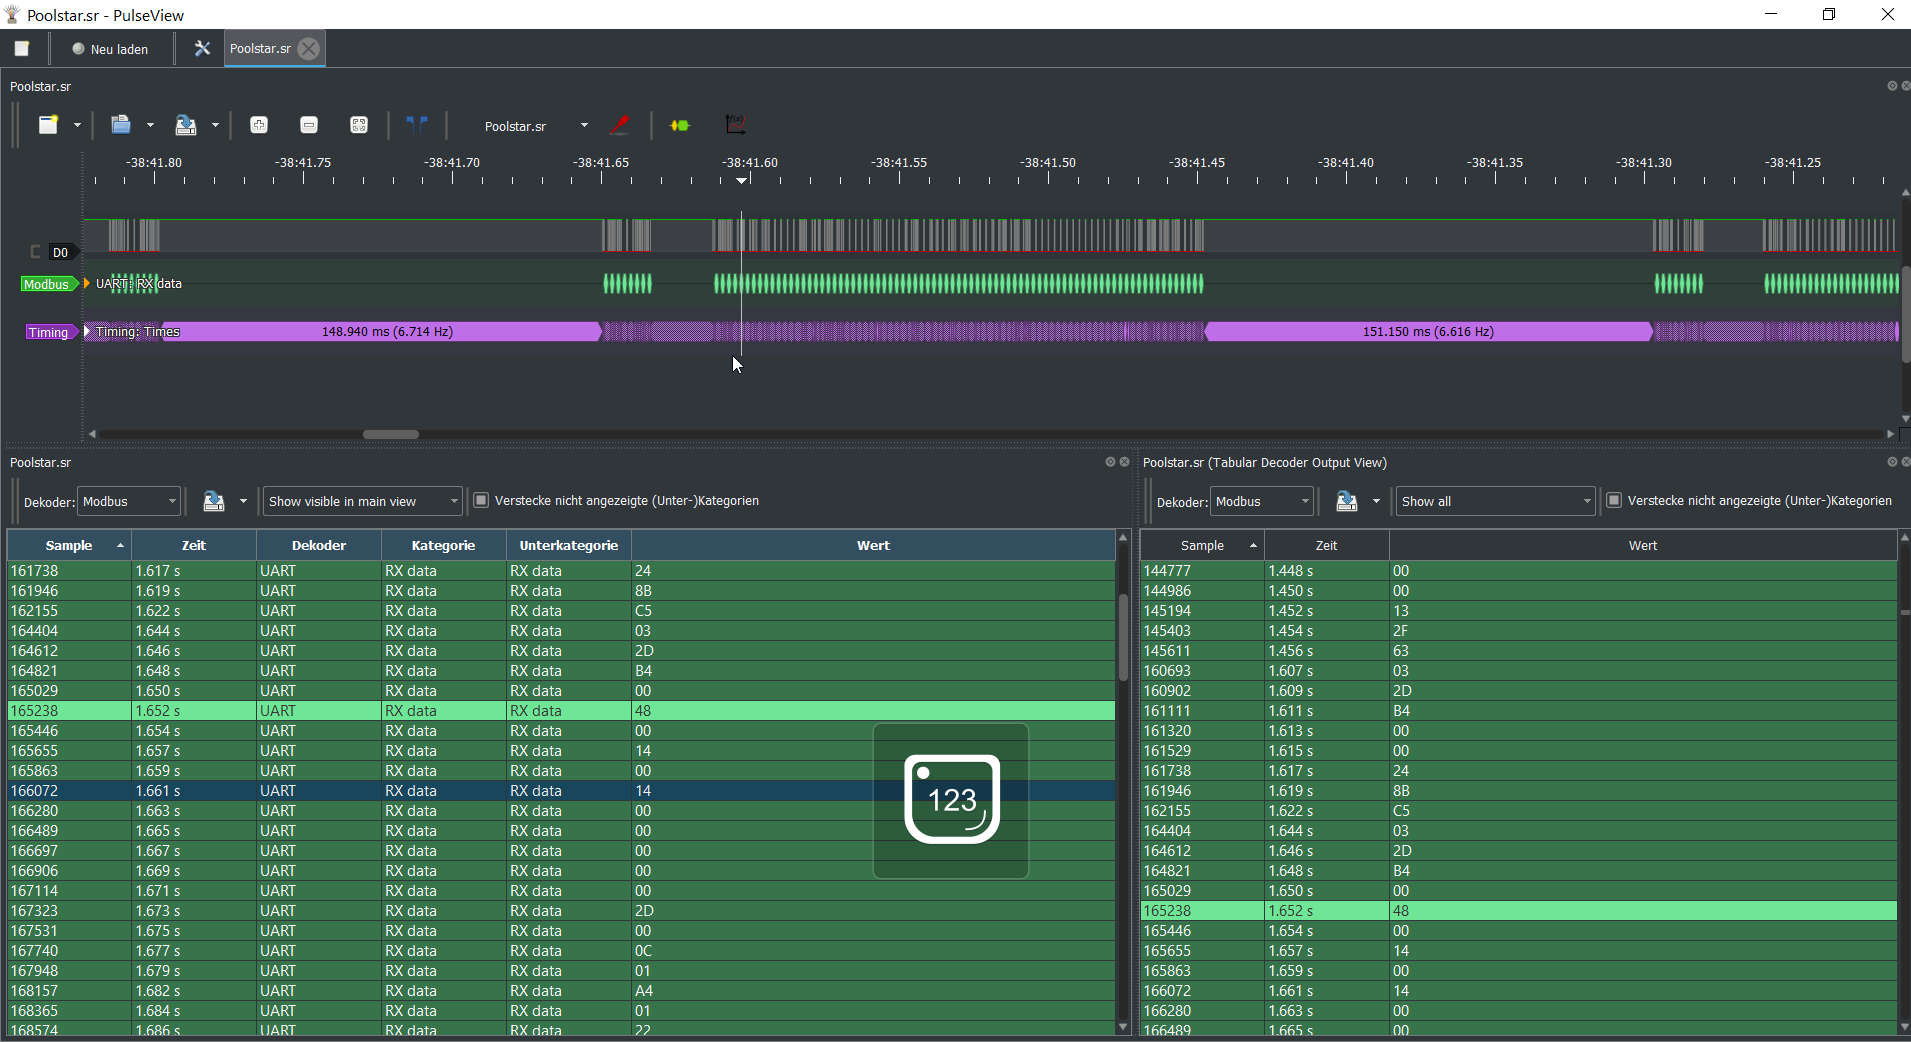 Poolstar.sr - PulseView
Neu laden
Poolstar.sr
Poolstar.sr
Poolstar.sr
-38:41.80 -38:41.75 -38:41.70 -38:41.65 -38:41.60 -38:41.55 -38:41.50 -38:41.45 -38:41.40 -38:41.35 -38:41.30 -38:41.25
D0
Modbus UART: RX data
Timing Timing: Times 148.940 ms (6.714 Hz) 151.150 ms (6.616 Hz)
Poolstar.sr
Dekoder: Modbus Show visible in main view Verstecke nicht angezeigte (Unter-)Kategorien
Sample Zeit Dekoder Kategorie Unterkategorie Wert
161738 1.617 s UART RX data RX data 24
161946 1.619 s UART RX data RX data 8B
162155 1.622 s UART RX data RX data C5
164404 1.644 s UART RX data RX data 03
164612 1.646 s UART RX data RX data 2D
164821 1.648 s UART RX data RX data B4
165029 1.650 s UART RX data RX data 00
165238 1.652 s UART RX data RX data 48
165446 1.654 s UART RX data RX data 00
165655 1.657 s UART RX data RX data 14
165863 1.659 s UART RX data RX data 00
166072 1.661 s UART RX data RX data 14
166280 1.663 s UART RX data RX data 00
166489 1.665 s UART RX data RX data 00
166697 1.667 s UART RX data RX data 00
166906 1.669 s UART RX data RX data 00
167114 1.671 s UART RX data RX data 00
167323 1.673 s UART RX data RX data 2D
167531 1.675 s UART RX data RX data 00
167740 1.677 s UART RX data RX data 0C
167948 1.679 s UART RX data RX data 01
168157 1.682 s UART RX data RX data A4
168365 1.684 s UART RX data RX data 01
168574 1.686 s UART RX data RX data 22
123
Poolstar.sr (Tabular Decoder Output View)
Dekoder: Modbus Show all Verstecke nicht angezeigte (Unter-)Kategorien
Sample Zeit Wert
144777 1.448 s 00
144986 1.450 s 00
145194 1.452 s 13
145403 1.454 s 2F
145611 1.456 s 63
160693 1.607 s 03
160902 1.609 s 2D
161111 1.611 s B4
161320 1.613 s 00
161529 1.615 s 00
161738 1.617 s 24
161946 1.619 s 8B
162155 1.622 s C5
164404 1.644 s 03
164612 1.646 s 2D
164821 1.648 s B4
165029 1.650 s 00
165238 1.652 s 48
165446 1.654 s 00
165655 1.657 s 14
165863 1.659 s 00
166072 1.661 s 14
166280 1.663 s 00
166489 1.665 s 00